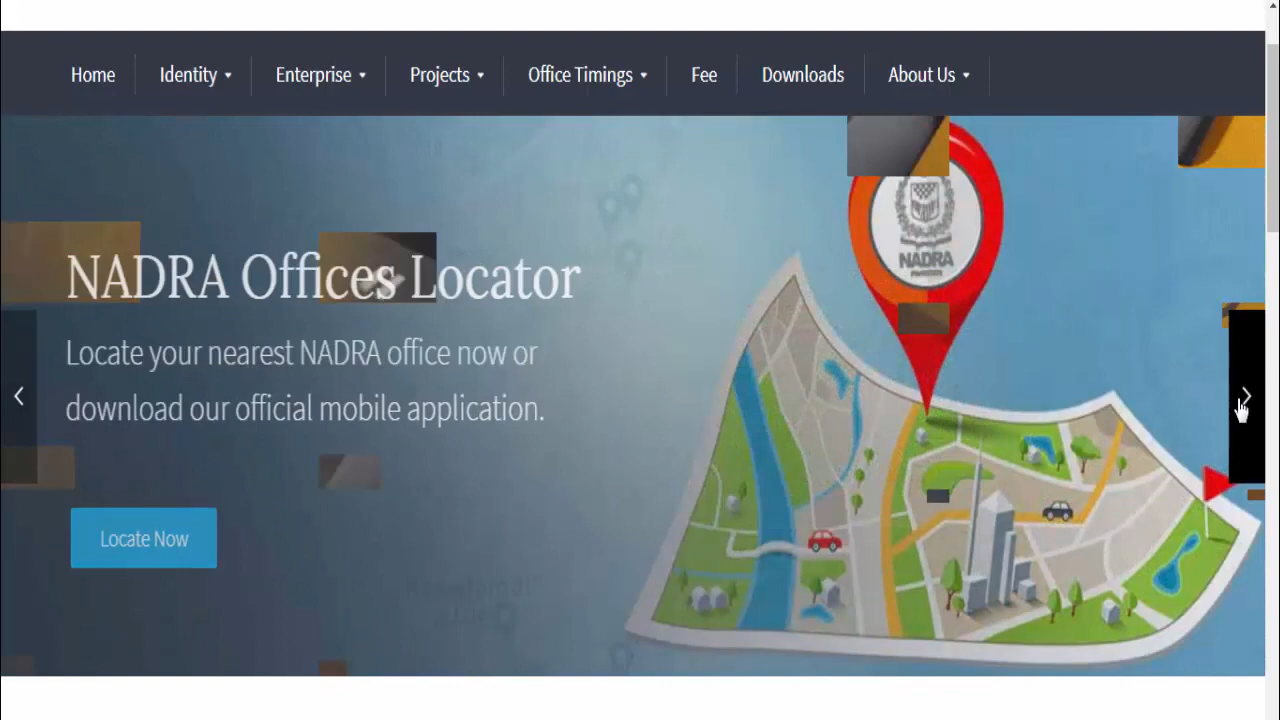 Home
Identity
Enterprise
Projects
Office Timings
Fee
Downloads
About Us
NADRA
NADRA Offices Locator
Locate your nearest NADRA office now or
download our official mobile application.
Locate Now